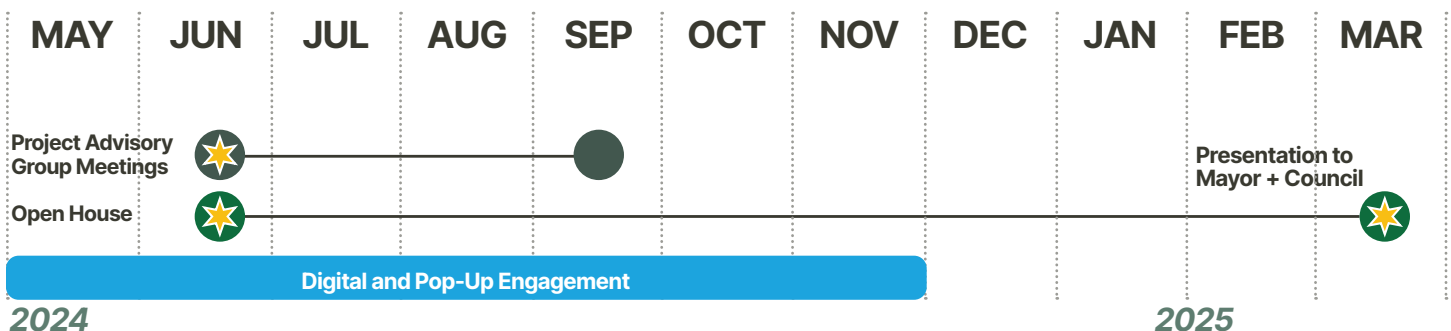 MAY JUN JUL AUG SEP OCT NOV DEC JAN FEB MAR
Project Advisory
Group Meetings
Presentation to
Mayor + Council
Open House
Digital and Pop-Up Engagement
2024 2025